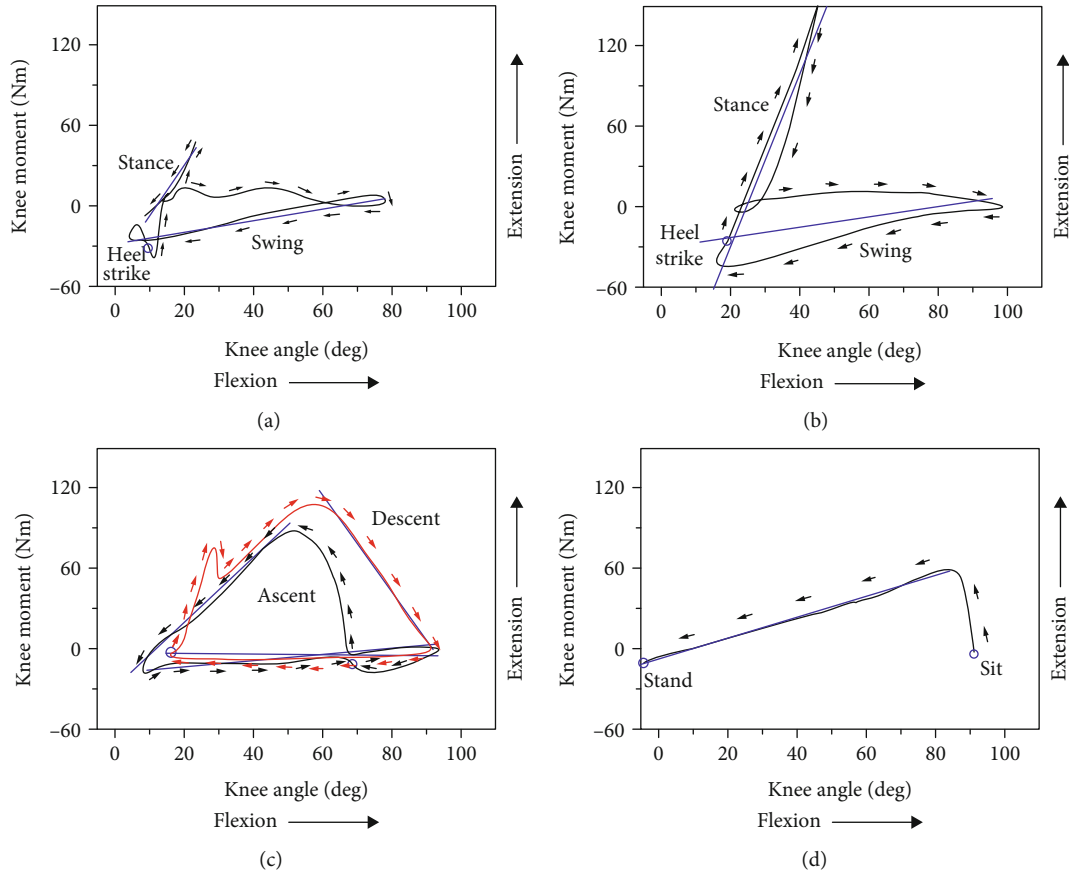 120
60
0
−60
Knee moment (Nm)
Stance
Heel
strike
Swing
Extension
0 20 40 60 80 100
Knee angle (deg)
Flexion
(a)
120
60
0
−60
Knee moment (Nm)
Stance
Heel
strike
Swing
Extension
0 20 40 60 80 100
Knee angle (deg)
Flexion
(b)
120
60
0
−60
Knee moment (Nm)
Descent
Ascent
Extension
0 20 40 60 80 100
Knee angle (deg)
Flexion
(c)
120
60
0
−60
Knee moment (Nm)
Stand
Sit
Extension
0 20 40 60 80 100
Knee angle (deg)
Flexion
(d)